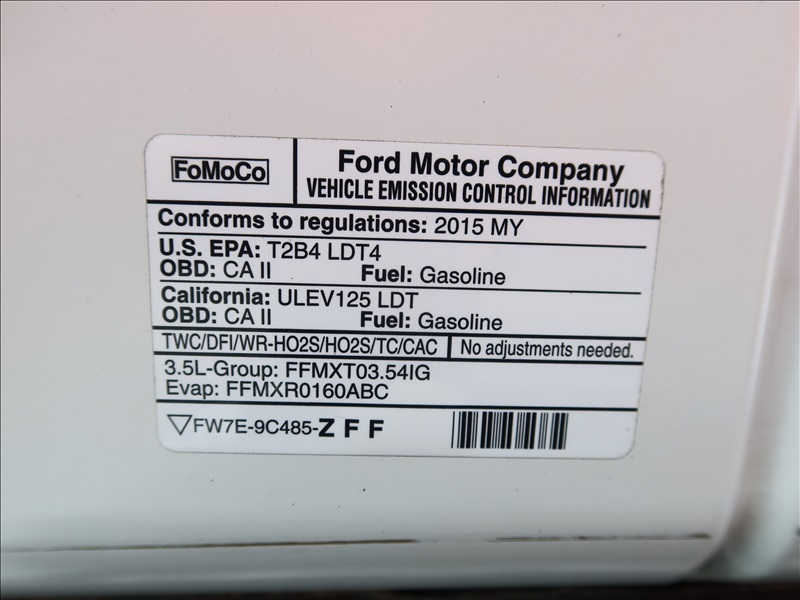 FoMoCo
Ford Motor Company
VEHICLE EMISSION CONTROL INFORMATION
Conforms to regulations: 2015 MY
U.S. EPA: T2B4 LDT4
OBD: CA II Fuel: Gasoline
California: ULEV125 LDT
OBD: CA II Fuel: Gasoline
TWC/DFI/WR-HO2S/HO2S/TC/CAC No adjustments needed.
3.5L-Group: FFMXT03.54IG
Evap: FFMXR0160ABC
FW7E-9C485-Z F F